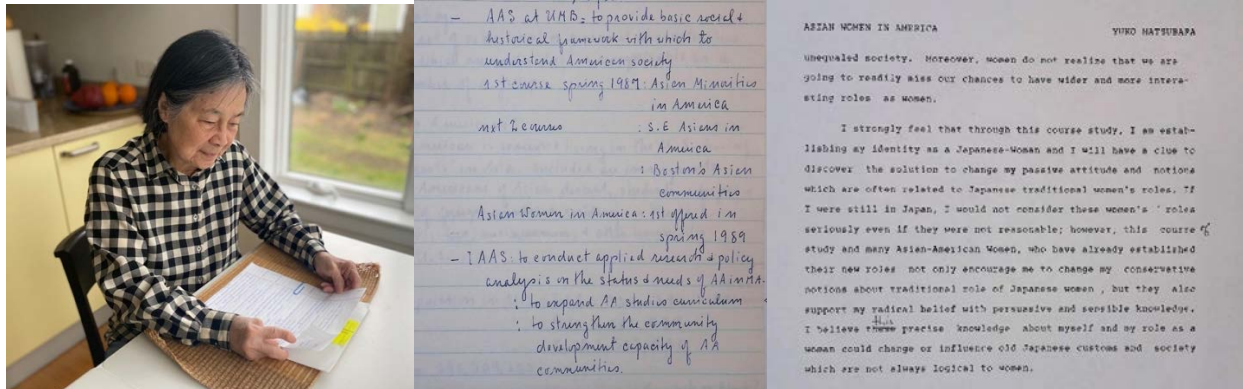 - AAS at UMB: to provide basic social &
historical framework with which to
understand American society
1st course spring 1987: Asian Minorities
in America
next 2 courses : S.E Asians in
America
: Boston's Asian
communities
Asian Women in America: 1st offered in
spring 1989
- IAAS: to conduct applied research & policy
analysis on the status & needs of AA in MA.
: to expand AA studies curriculum
: to strengthen the community
development capacity of AA
communities.
ASIAN WOMEN IN AMERICA
YUKO MATSUBARA
unequaled society. Moreover, women do not realize that we are
going to readily miss our chances to have wider and more intere-
sting roles as women.
I strongly feel that through this course study, I am estab-
lishing my identity as a Japanese-Woman and I will have a clue to
discover the solution to change my passive attitude and notions
which are often related to Japanese traditional women's roles. If
I were still in Japan, I would not consider these women's ' roles
seriously even if they were not reasonable; however, this course of
study and many Asian-American Women, who have already established
their new roles not only encourage me to change my conservative
notions about traditional role of Japanese women , but they also
support my radical belief with persuasive and sensible knowledge.
I believe this precise knowledge about myself and my role as a
woman could change or influence old Japanese customs and society
which are not always logical to women.